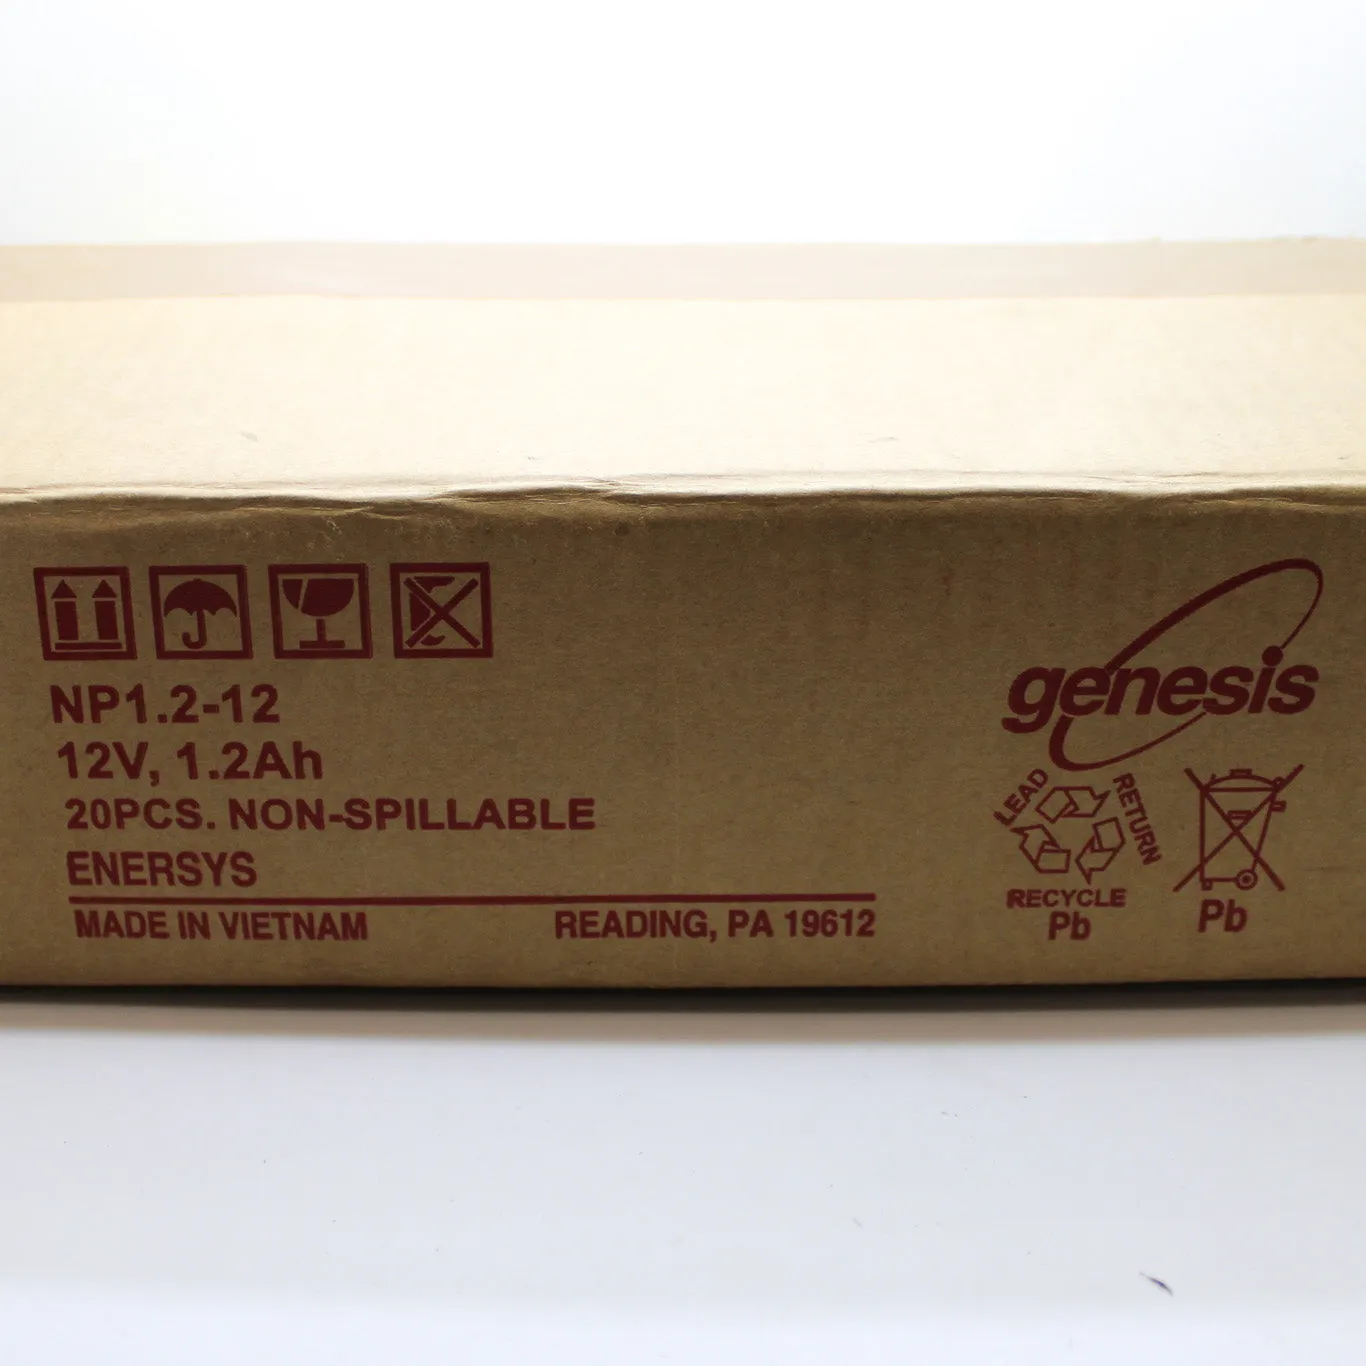 NP1.2-12
12V, 1.2Ah
20PCS. NON-SPILLABLE
ENERSYS
MADE IN VIETNAM
READING, PA 19612
genesis
LEAD
RETURN
RECYCLE
Pb
Pb